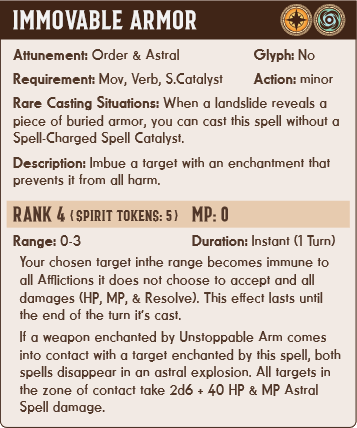 IMMOVABLE ARMOR
Attunement: Order & Astral Glyph: No
Requirement: Mov, Verb, S.Catalyst Action: minor
Rare Casting Situations: When a landslide reveals a
piece of buried armor, you can cast this spell without a
Spell-Charged Spell Catalyst.
Description: Imbue a target with an enchantment that
prevents it from all harm.
RANK 4 (SPIRIT TOKENS: 5) MP: 0
Range: 0-3 Duration: Instant (1 Turn)
Your chosen target inthe range becomes immune to
all Afflictions it does not choose to accept and all
damages (HP, MP, & Resolve). This effect lasts until
the end of the turn it's cast.
If a weapon enchanted by Unstoppable Arm comes
into contact with a target enchanted by this spell, both
spells disappear in an astral explosion. All targets in
the zone of contact take 2d6 + 40 HP & MP Astral
Spell damage.